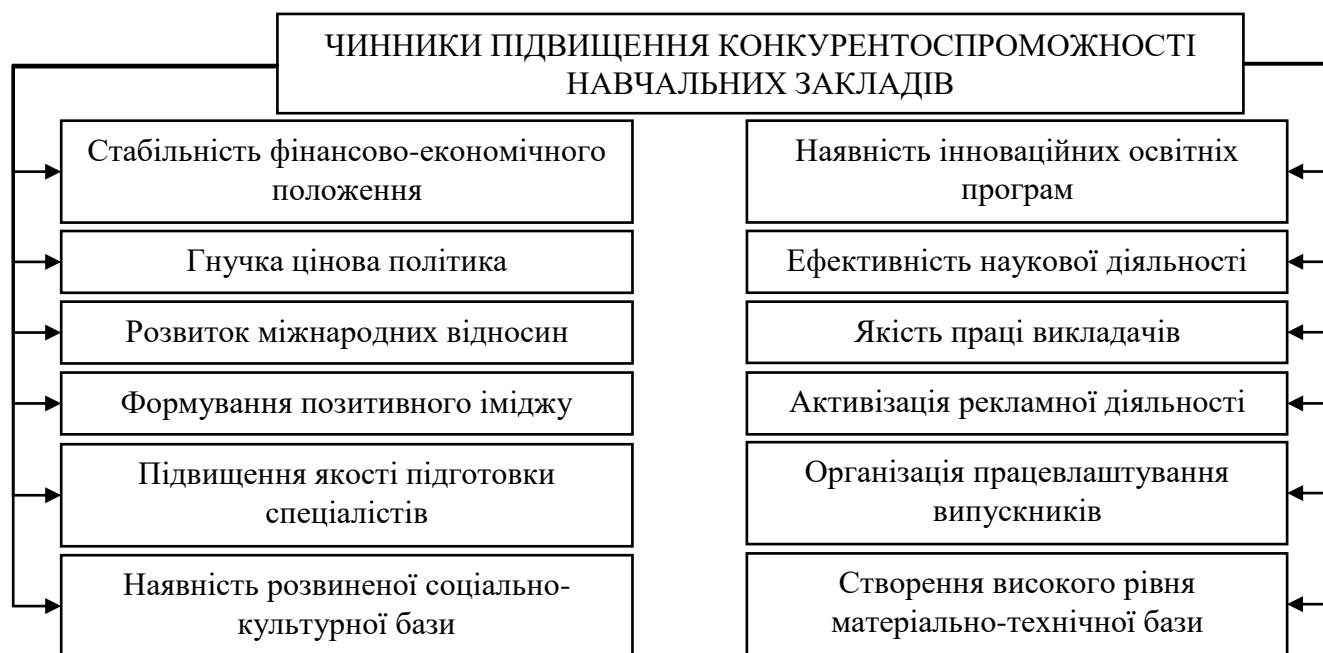 ЧИННИКИ ПІДВИЩЕННЯ КОНКУРЕНТОСПРОМОЖНОСТІ
НАВЧАЛЬНИХ ЗАКЛАДІВ
Стабільність фінансово-економічного
положення
Гнучка цінова політика
Розвиток міжнародних відносин
Формування позитивного іміджу
Підвищення якості підготовки
спеціалістів
Наявність розвиненої соціально-
культурної бази
Наявність інноваційних освітніх
програм
Ефективність наукової діяльності
Якість праці викладачів
Активізація рекламної діяльності
Організація працевлаштування
випускників
Створення високого рівня
матеріально-технічної бази